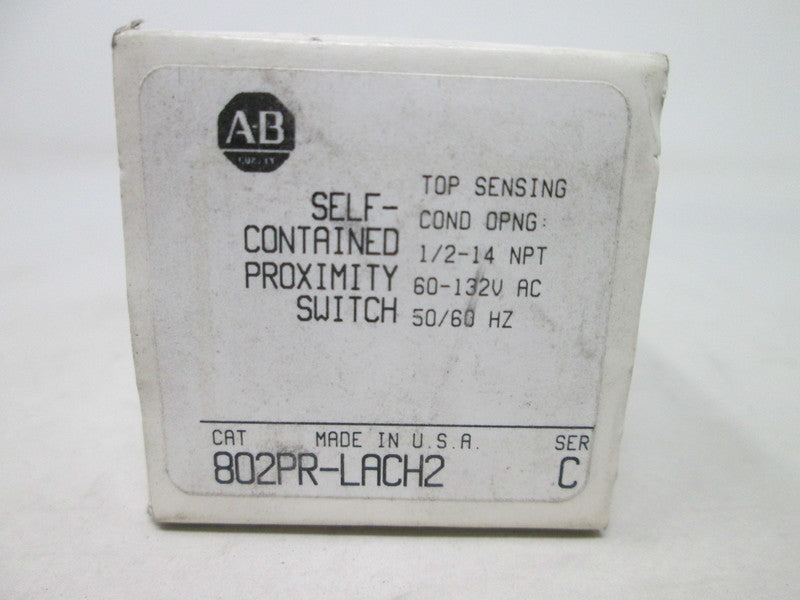 A-B
QUALITY
SELF-
CONTAINED
PROXIMITY
SWITCH
TOP SENSING
COND OPNG:
1/2-14 NPT
60-132V AC
50/60 HZ
CAT MADE IN U.S.A. SER
802PR-LACH2 C